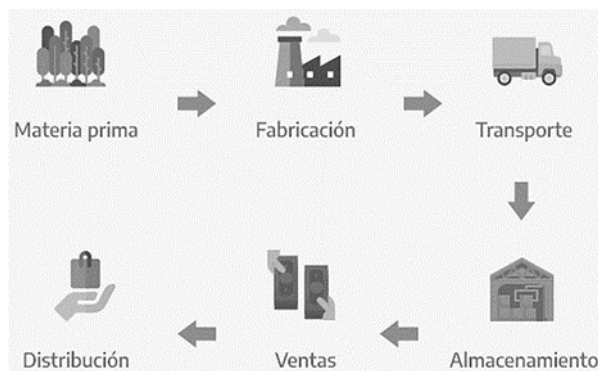 Materia prima
Fabricación
Transporte
Almacenamiento
Ventas
Distribución